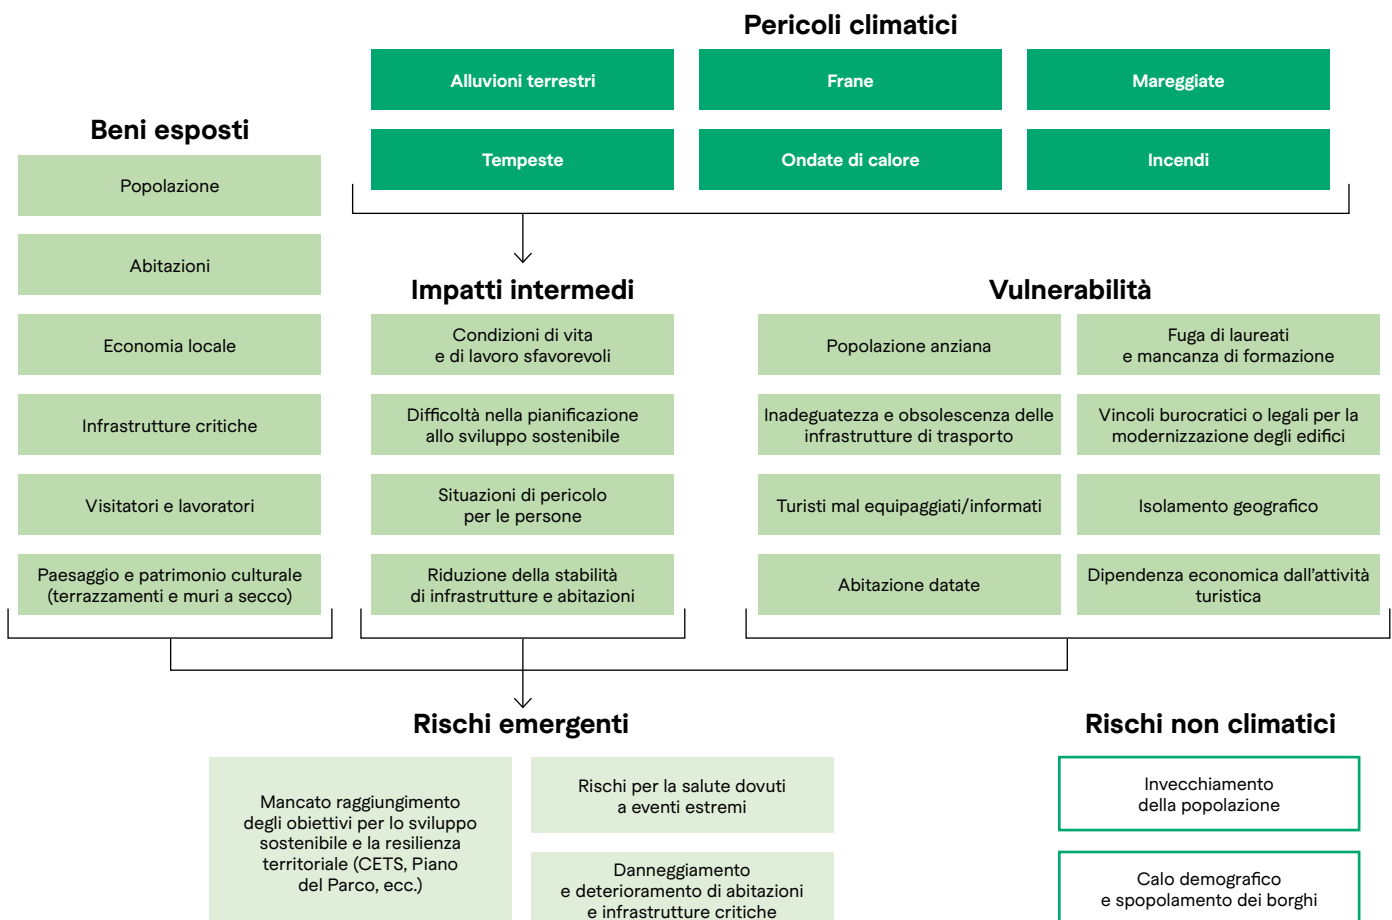 Pericoli climatici
Alluvioni terrestri
Frane
Mareggiate
Tempeste
Ondate di calore
Incendi
Beni esposti
Popolazione
Abitazioni
Economia locale
Infrastrutture critiche
Visitatori e lavoratori
Paesaggio e patrimonio culturale
(terrazzamenti e muri a secco)
Impatti intermedi
Condizioni di vita
e di lavoro sfavorevoli
Difficoltà nella pianificazione
allo sviluppo sostenibile
Situazioni di pericolo
per le persone
Riduzione della stabilità
di infrastrutture e abitazioni
Vulnerabilità
Popolazione anziana
Fuga di laureati
e mancanza di formazione
Inadeguatezza e obsolescenza delle
infrastrutture di trasporto
Vincoli burocratici o legali per la
modernizzazione degli edifici
Turisti mal equipaggiati/informati
Isolamento geografico
Abitazione datate
Dipendenza economica dall'attività
turistica
Rischi emergenti
Mancato raggiungimento
degli obiettivi per lo sviluppo
sostenibile e la resilienza
territoriale (CETS, Piano
del Parco, ecc.)
Rischi per la salute dovuti
a eventi estremi
Danneggiamento
e deterioramento di abitazioni
e infrastrutture critiche
Rischi non climatici
Invecchiamento
della popolazione
Calo demografico
e spopolamento dei borghi